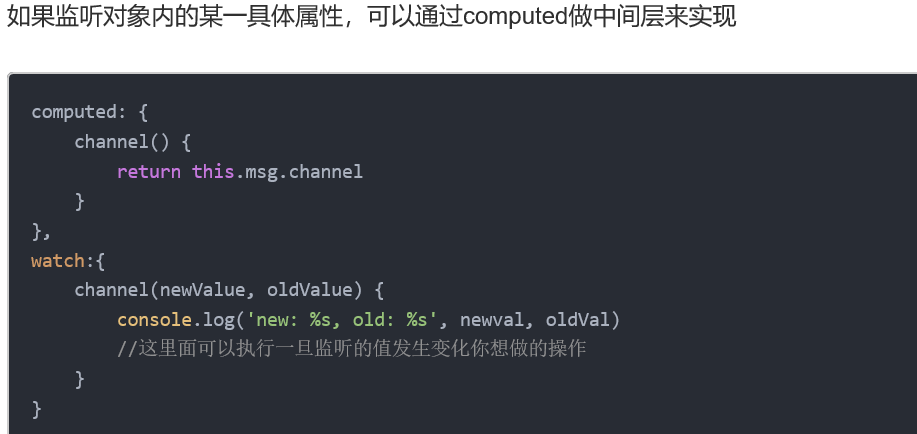 如果监听对象内的某一具体属性，可以通过computed做中间层来实现
computed: {
    channel() {
        return this.msg.channel
    }
},
watch:{
    channel(newValue, oldValue) {
        console.log('new: %s, old: %s', newval, oldVal)
        //这里面可以执行一旦监听的值发生变化你想做的操作
    }
}